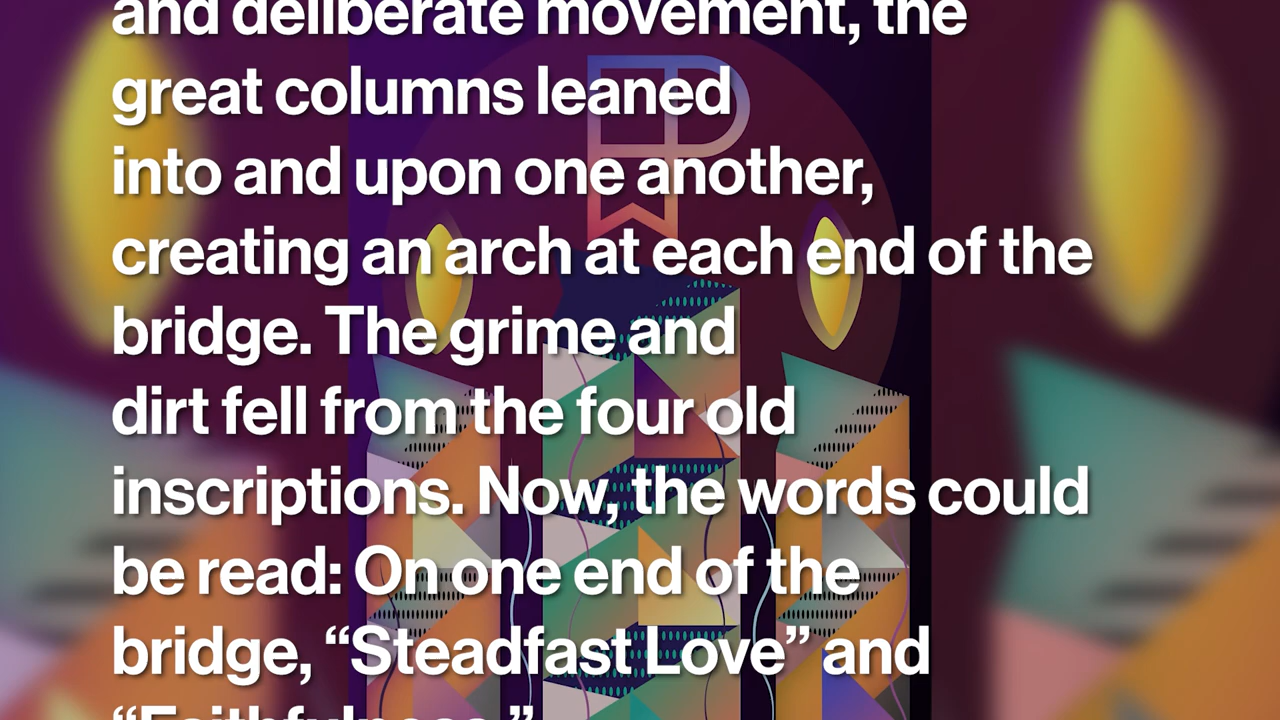 and deliberate movement, the
great columns leaned
into and upon one another,
creating an arch at each end of the
bridge. The grime and
dirt fell from the four old
inscriptions. Now, the words could
be read: On one end of the
bridge, “Steadfast Love” and
“Faithfulness.”